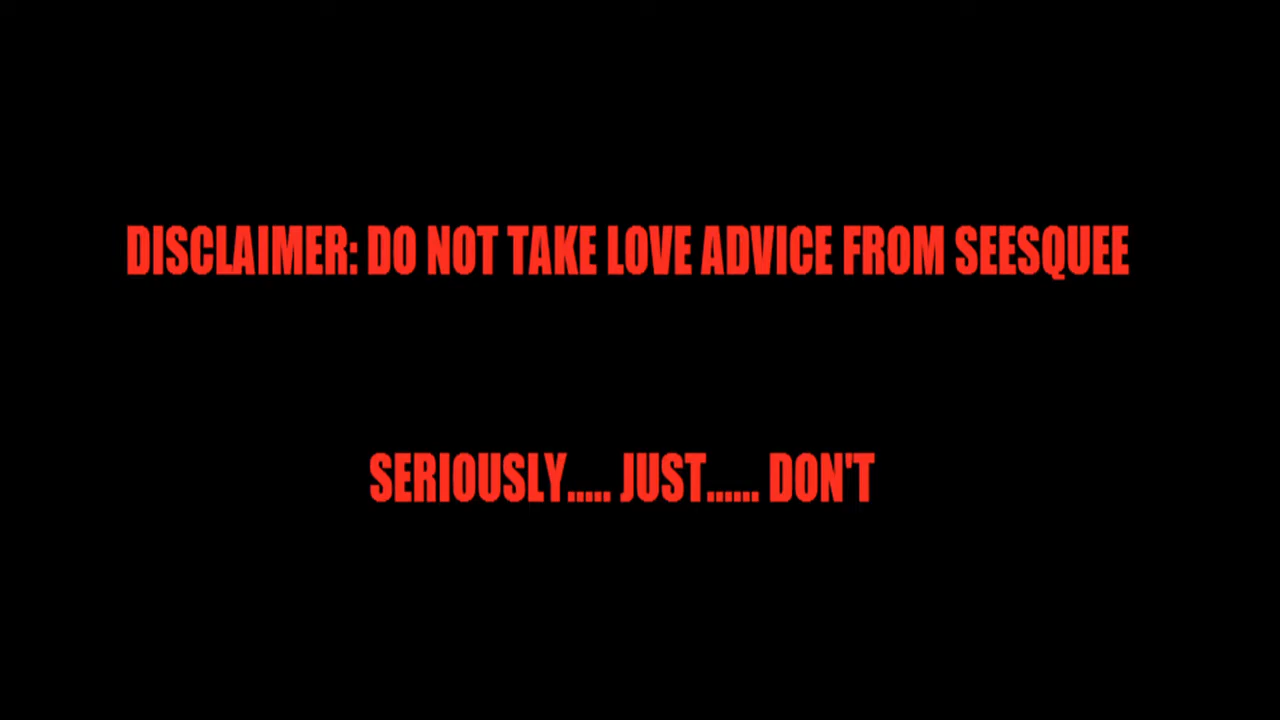 DISCLAIMER: DO NOT TAKE LOVE ADVICE FROM SEESQUEE
SERIOUSLY..... JUST...... DON'T